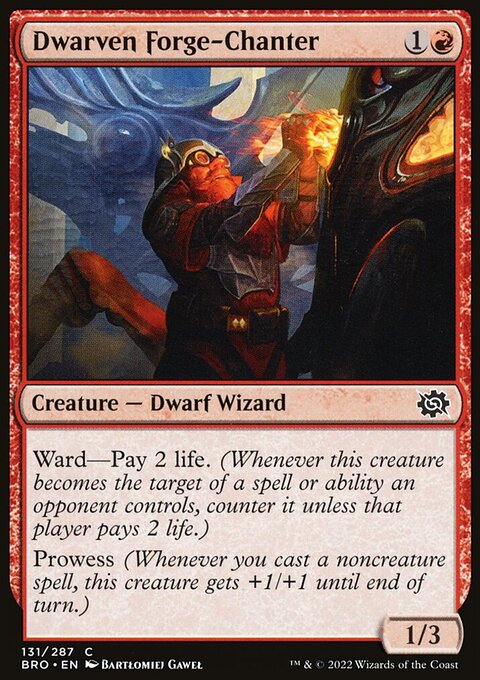 Dwarven Forge-Chanter 1
Creature — Dwarf Wizard
Ward—Pay 2 life. (Whenever this creature
becomes the target of a spell or ability an
opponent controls, counter it unless that
player pays 2 life.)
Prowess (Whenever you cast a noncreature
spell, this creature gets +1/+1 until end of
turn.)
1/3
131/287 C
BRO • EN Bartłomiej Gaweł
™ & © 2022 Wizards of the Coast